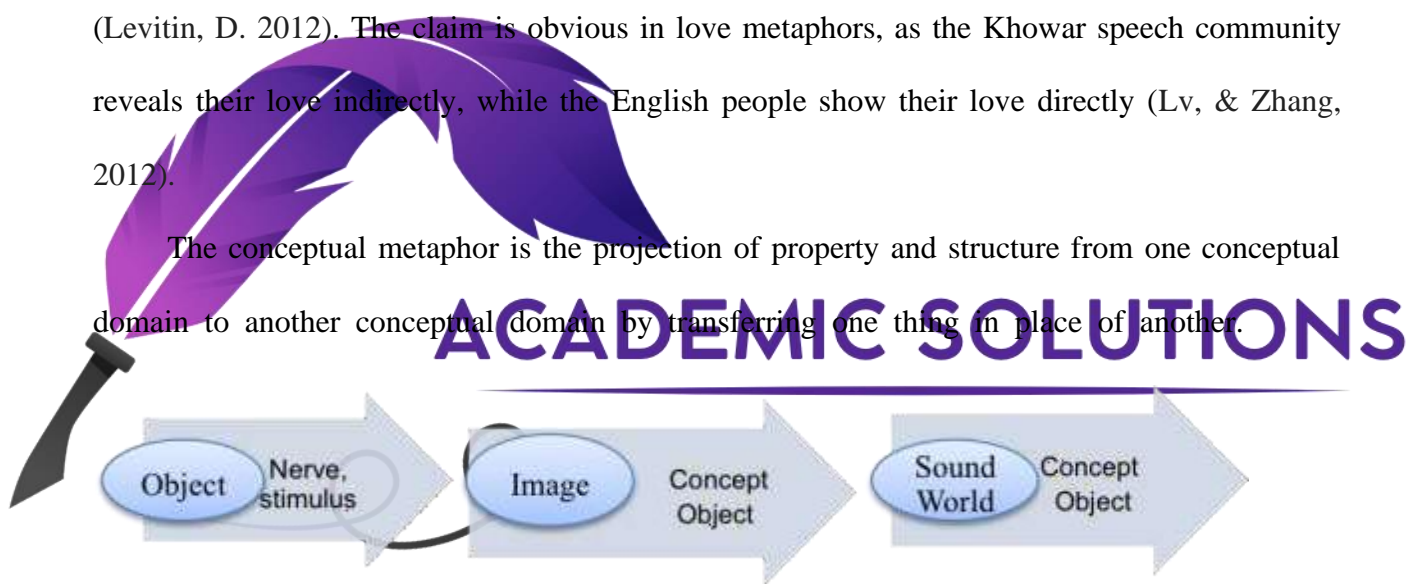 (Levitin, D. 2012). The claim is obvious in love metaphors, as the Khowar speech community
reveals their love indirectly, while the English people show their love directly (Lv, & Zhang,
2012).
The conceptual metaphor is the projection of property and structure from one conceptual
domain to another conceptual domain by transferring one thing in place of another.
ACADEMIC SOLUTIONS
Object
Nerve,
stimulus
Image
Concept
Object
Sound
World
Concept
Object